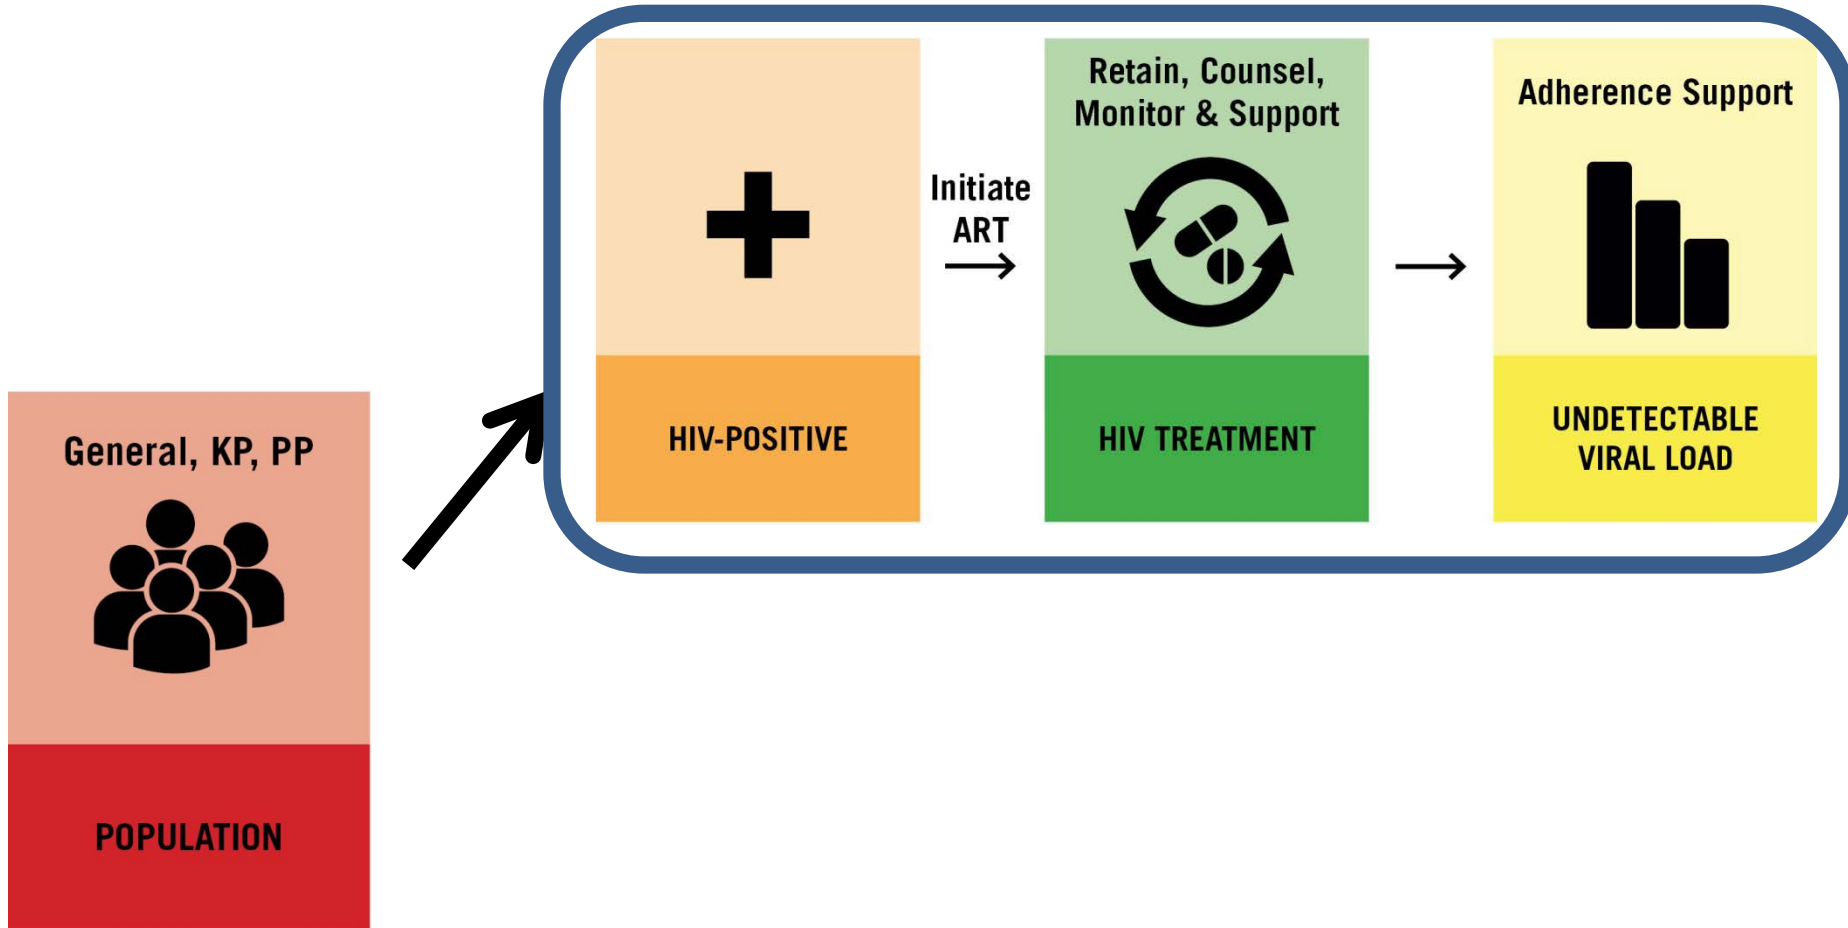 General, KP, PP
POPULATION
HIV-POSITIVE
Initiate
ART
Retain, Counsel,
Monitor & Support
HIV TREATMENT
Adherence Support
UNDETECTABLE
VIRAL LOAD